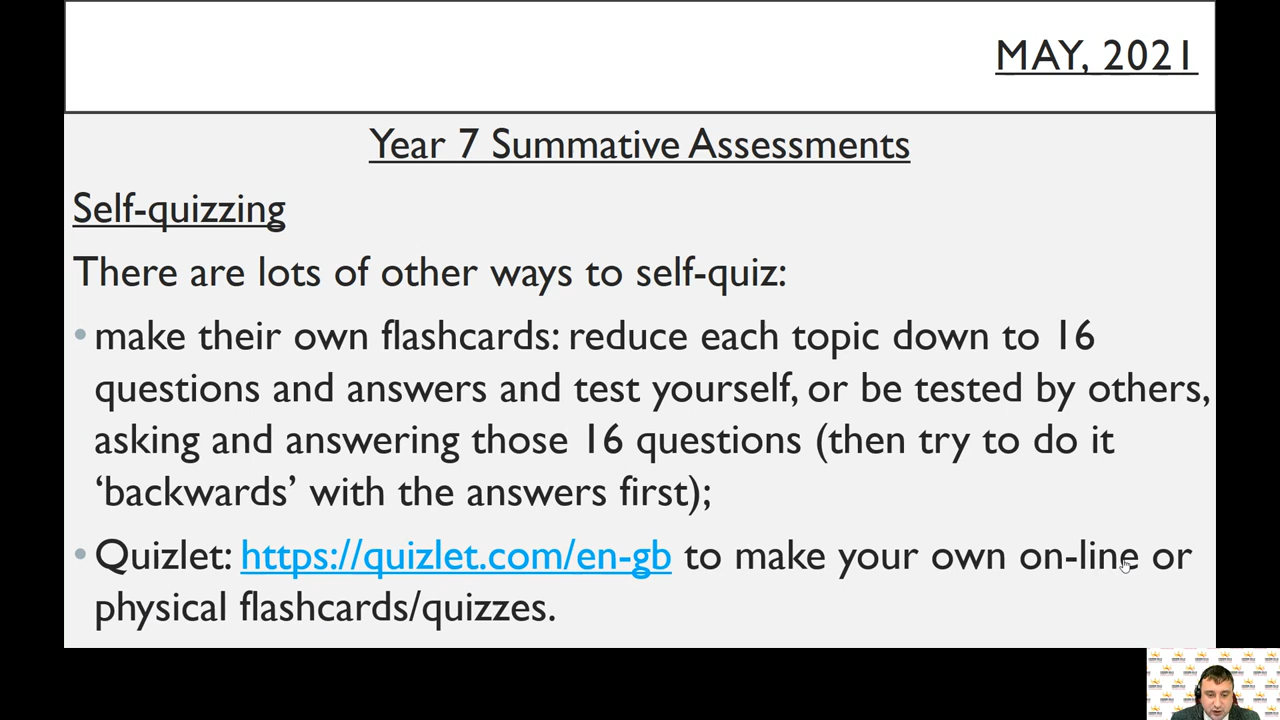 MAY, 2021
Year 7 Summative Assessments
Self-quizzing
There are lots of other ways to self-quiz:
• make their own flashcards: reduce each topic down to 16
questions and answers and test yourself, or be tested by others,
asking and answering those 16 questions (then try to do it
‘backwards’ with the answers first);
• Quizlet: https://quizlet.com/en-gb to make your own on-line or
physical flashcards/quizzes.